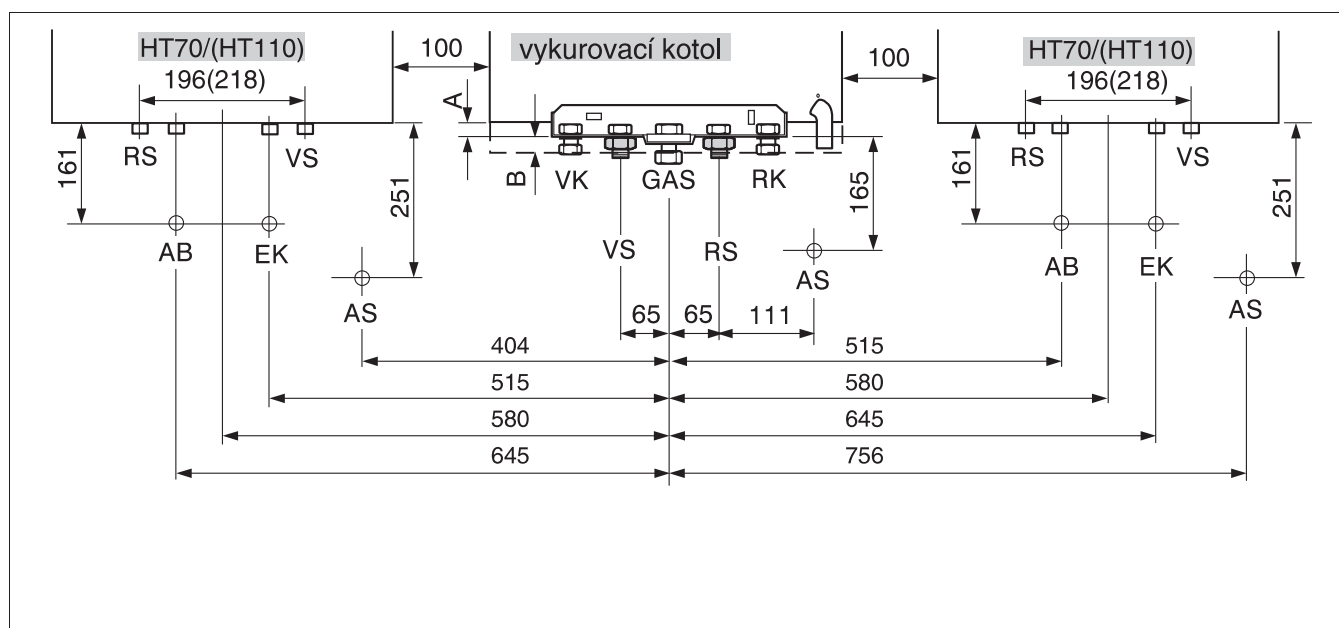 HT70/(HT110)
196(218)
100
vykurovací kotol
100
HT70/(HT110)
196(218)
A
B
161
RS
VS
251
VK
GAS
RK
165
161
RS
VS
251
AB
EK
AS
VS
RS
AS
AB
EK
AS
65
65
111
404
515
515
580
580
645
645
756